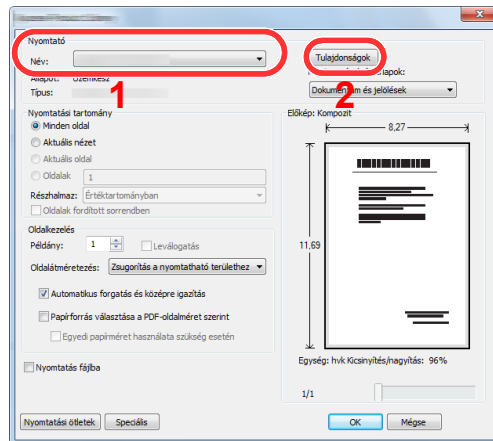 Nyomtató
Név:
Tulajdonságok
Állapot: Üzemkész
Típus:
lapok:
Dokumentum és jelölések
1
2
Nyomtatási tartomány
Minden oldal
Aktuális nézet
Aktuális oldal
Oldalak 1
Részhalmaz: Értéktartományban
Oldalak fordított sorrendben
Oldalkezelés
Példány: 1 Leválogatás
Oldalátméretezés: Zsugorítás a nyomtatható területhez
Automatikus forgatás és középre igazítás
Papírforrás választása a PDF-oldalméret szerint
Egyedi papírméret használata szükség esetén
Nyomtatás fájlba
Előkép: Kompozit
8,27
11,69
Egység: hvk Kicsinyítés/nagyítás: 96%
1/1
Nyomtatási ötletek Speciális OK Mégse